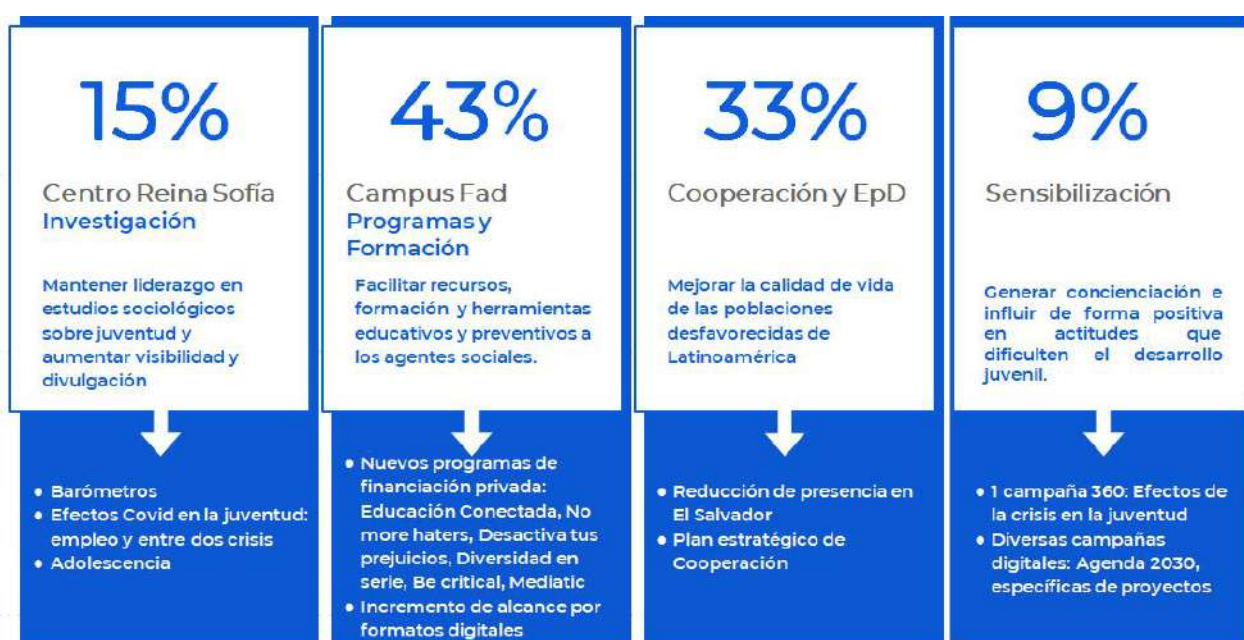 15%
Centro Reina Sofía
Investigación
Mantener liderazgo en
estudios sociológicos
sobre juventud y
aumentar visibilidad y
divulgación
● Barómetros
● Efectos Covid en la juventud:
empleo y entre dos crisis
● Adolescencia
43%
Campus Fad
Programas y
Formación
Facilitar recursos,
formación y herramientas
educativos y preventivos a
los agentes sociales.
● Nuevos programas de
financiación privada:
Educación Conectada, No
more haters, Desactiva tus
prejuicios, Diversidad en
serie, Be critical, Mediatic
● Incremento de alcance por
formatos digitales
33%
Cooperación y EpD
Mejorar la calidad de vida
de las poblaciones
desfavorecidas de
Latinoamérica
● Reducción de presencia en
El Salvador
● Plan estratégico de
Cooperación
9%
Sensibilización
Generar concienciación e
influir de forma positiva
en actitudes que
dificulten el desarrollo
juvenil.
● 1 campaña 360: Efectos de
la crisis en la juventud
● Diversas campañas
digitales: Agenda 2030,
específicas de proyectos